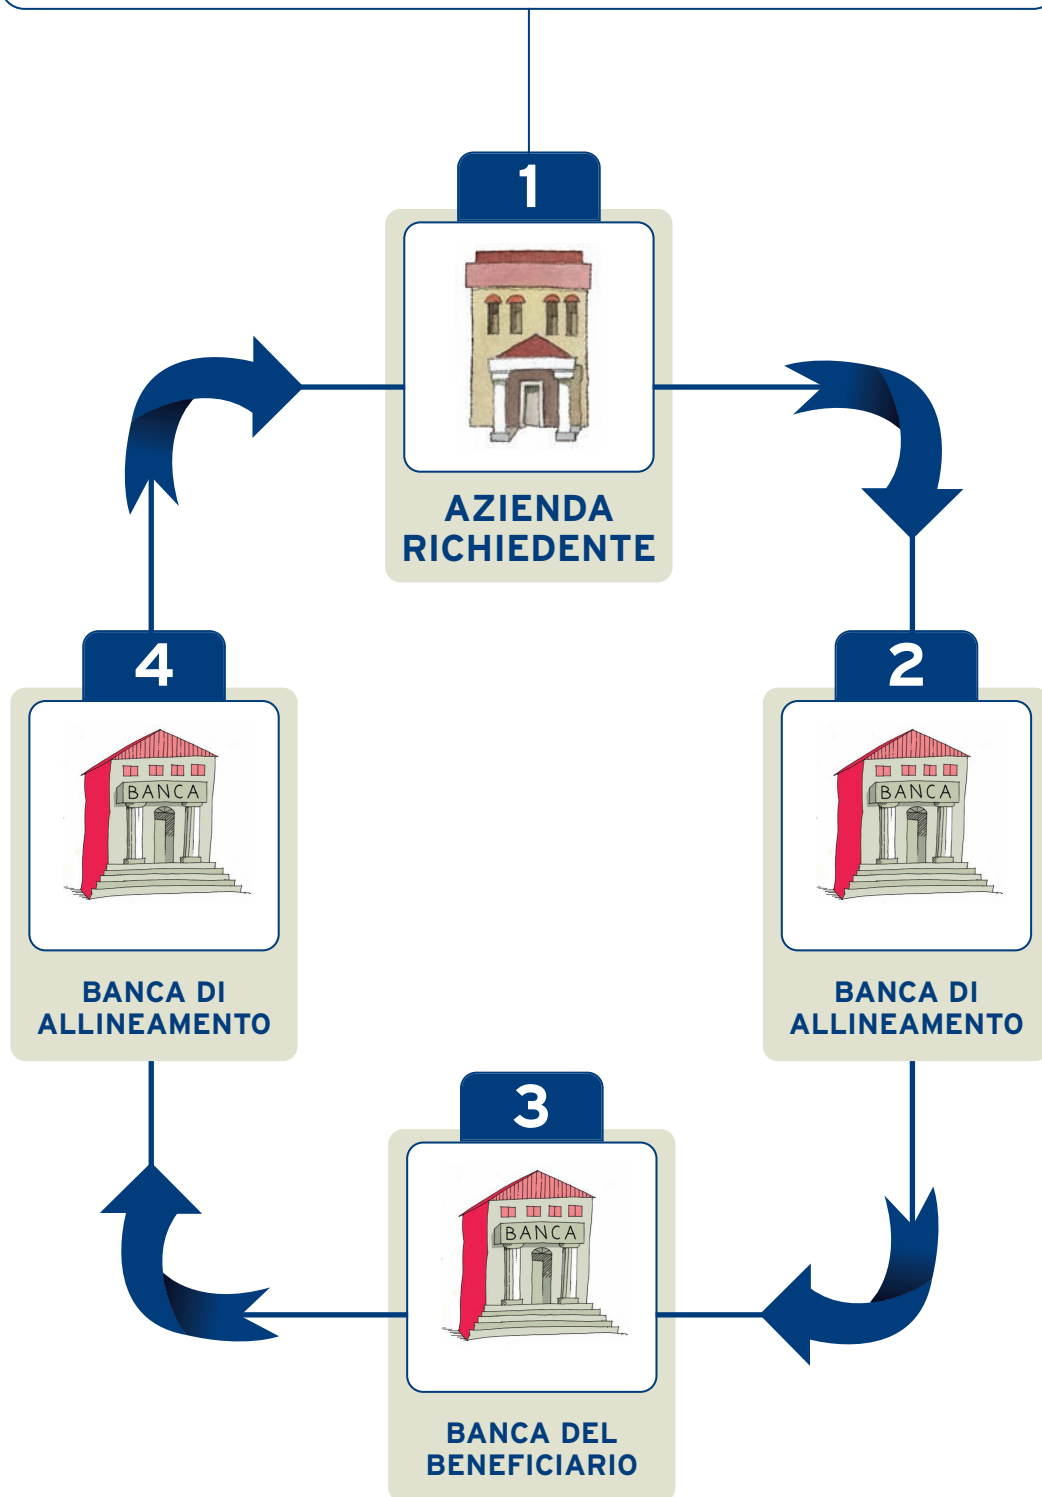 1
AZIENDA
RICHIEDENTE
4
BANCA
BANCA DI
ALLINEAMENTO
2
BANCA
BANCA DI
ALLINEAMENTO
3
BANCA
BANCA DEL
BENEFICIARIO